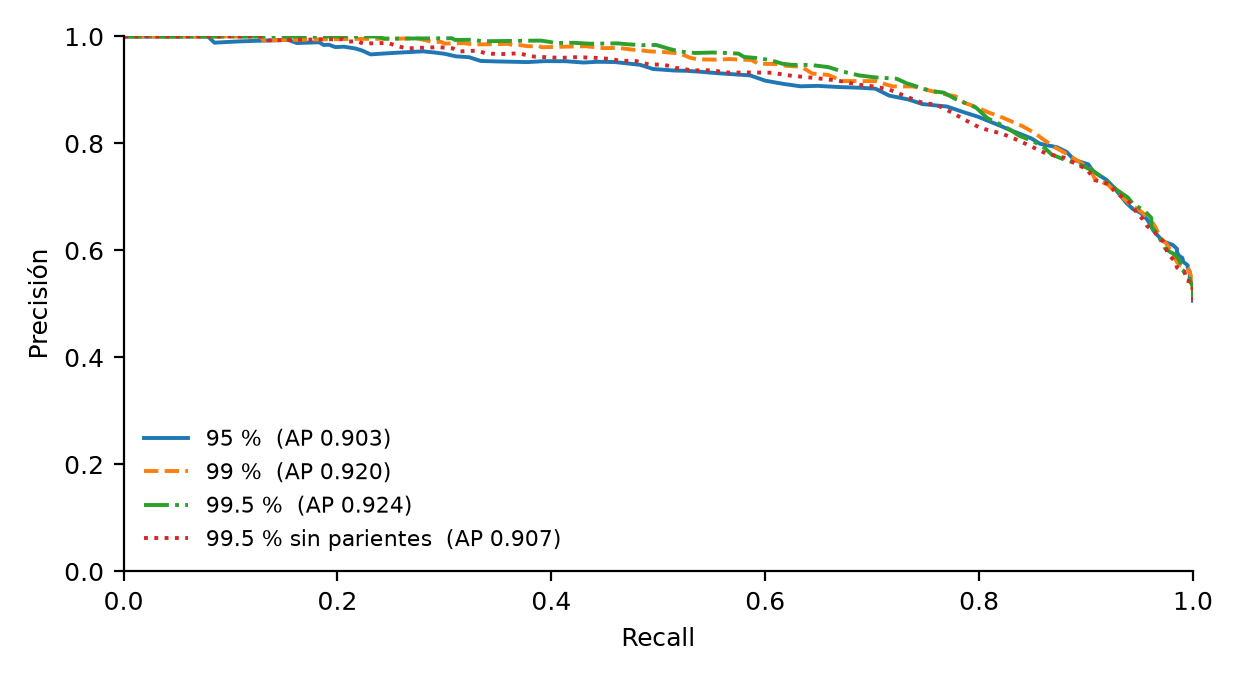 1.0
0.8
0.6
0.4
0.2
0.0
Precisión
95 % (AP 0.903)
99 % (AP 0.920)
99.5 % (AP 0.924)
99.5 % sin parientes (AP 0.907)
0.0 0.2 0.4 0.6 0.8 1.0
Recall